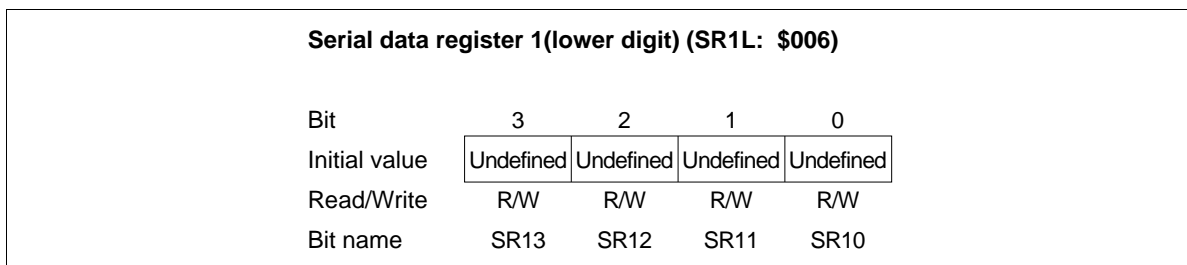 Serial data register 1(lower digit) (SR1L:  $006)
Bit 3 2 1 0
Initial value Undefined Undefined Undefined Undefined
Read/Write R/W R/W R/W R/W
Bit name SR13 SR12 SR11 SR10